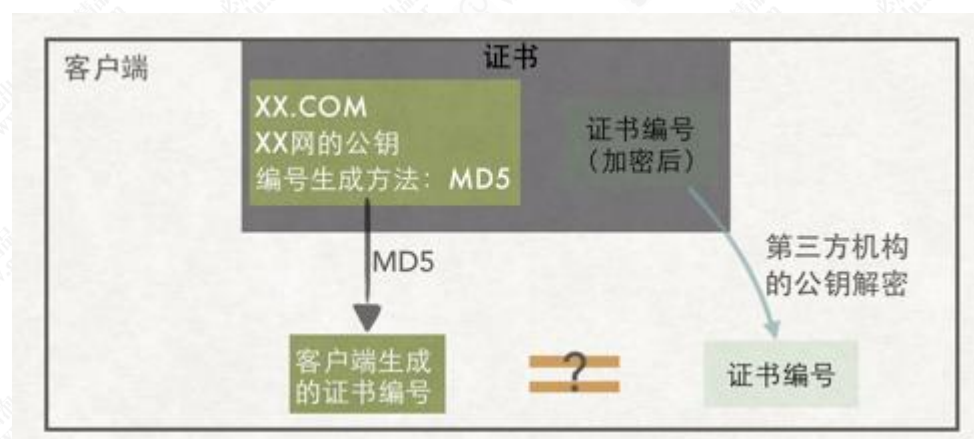 客户端
证书
XX.COM
XX网的公钥
编号生成方法：MD5
证书编号
（加密后）
MD5
第三方机构
的公钥解密
客户端生成
的证书编号
?
证书编号